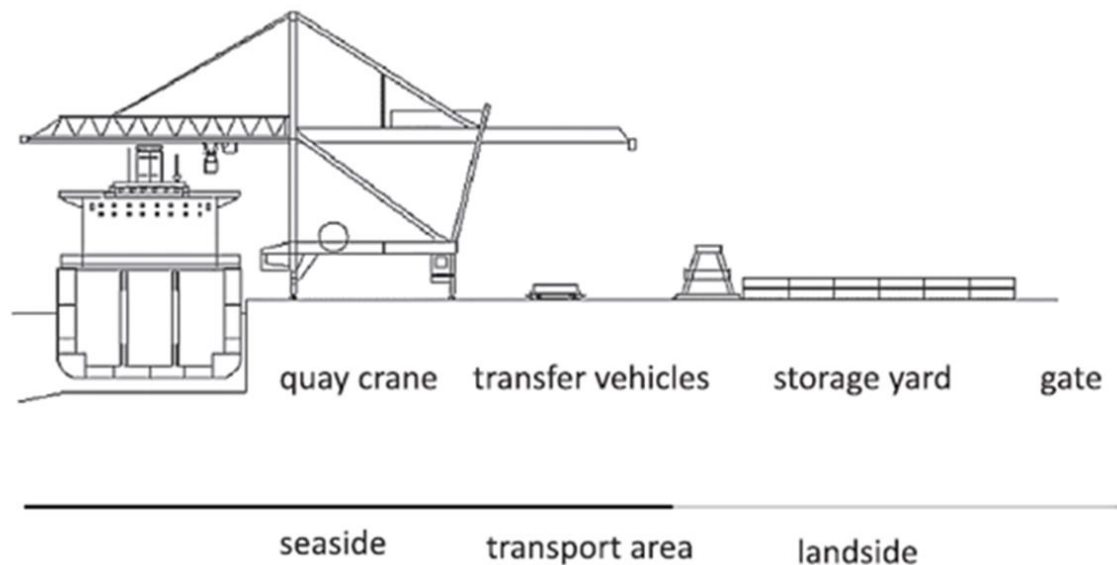 quay crane transfer vehicles storage yard gate
seaside transport area landside